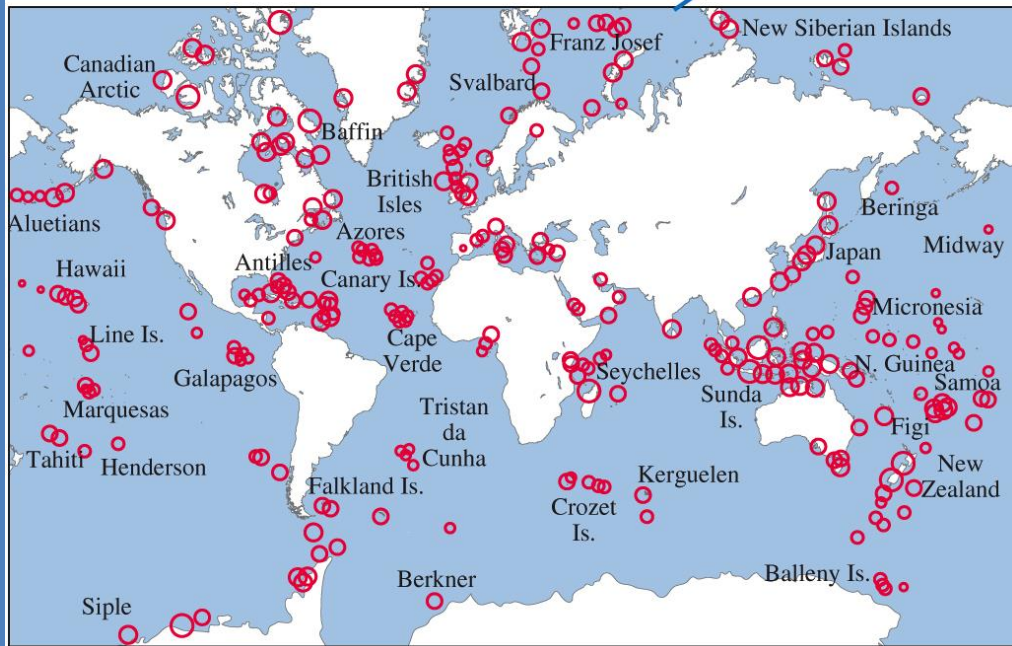 New Siberian Islands
Franz Josef
Canadian
Arctic
Svalbard
Baffin
British
Isles
Beringa
Aluetians
Azores
Japan
Midway
Hawaii
Antilles
Canary Is.
Micronesia
Line Is.
Cape
Verde
Galapagos
N. Guinea
Seychelles
Samoa
Sunda
Is.
Marquesas
Tristan
da
Cunha
Figi
Tahiti
Henderson
Kerguelen
New
Zealand
Falkland Is.
Crozet
Is.
Balleny Is.
Berkner
Siple